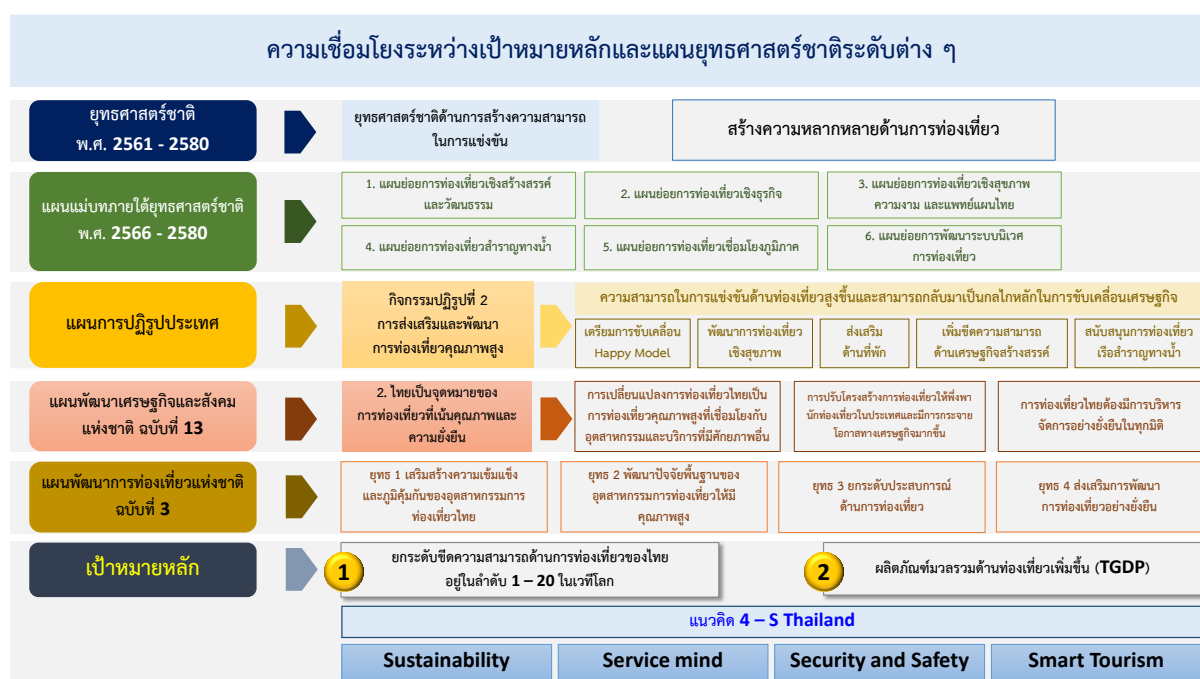 ความเชื่อมโยงระหว่างเป้าหมายหลักและแผนยุทธศาสตร์ชาติระดับต่าง ๆ
ยุทธศาสตร์ชาติ
พ.ศ. 2561 - 2580
ยุทธศาสตร์ชาติด้านการสร้างความสามารถ
ในการแข่งขัน
สร้างความหลากหลายด้านการท่องเที่ยว
แผนแม่บทภายใต้ยุทธศาสตร์ชาติ
พ.ศ. 2566 - 2580
1. แผนย่อยการท่องเที่ยวเชิงสร้างสรรค์
และวัฒนธรรม
2. แผนย่อยการท่องเที่ยวเชิงธุรกิจ
3. แผนย่อยการท่องเที่ยวเชิงสุขภาพ
ความงาม และแพทย์แผนไทย
4. แผนย่อยการท่องเที่ยวสำราญทางน้ำ
5. แผนย่อยการท่องเที่ยวเชื่อมโยงภูมิภาค
6. แผนย่อยการพัฒนาระบบนิเวศ
การท่องเที่ยว
แผนการปฏิรูปประเทศ
กิจกรรมปฏิรูปที่ 2
การส่งเสริมและพัฒนา
การท่องเที่ยวคุณภาพสูง
ความสามารถในการแข่งขันด้านท่องเที่ยวสูงขึ้นและสามารถกลับมาเป็นกลไกหลักในการขับเคลื่อนเศรษฐกิจ
เตรียมการขับเคลื่อน
Happy Model
พัฒนาการท่องเที่ยว
เชิงสุขภาพ
ส่งเสริม
ด้านที่พัก
เพิ่มขีดความสามารถ
ด้านเศรษฐกิจสร้างสรรค์
สนับสนุนการท่องเที่ยว
เรือสำราญทางน้ำ
แผนพัฒนาเศรษฐกิจและสังคม
แห่งชาติ ฉบับที่ 13
2. ไทยเป็นจุดหมายของ
การท่องเที่ยวที่เน้นคุณภาพและ
ความยั่งยืน
การเปลี่ยนแปลงการท่องเที่ยวไทยเป็น
การท่องเที่ยวคุณภาพสูงที่เชื่อมโยงกับ
อุตสาหกรรมและบริการที่มีศักยภาพอื่น
การปรับโครงสร้างการท่องเที่ยวให้พึ่งพา
นักท่องเที่ยวในประเทศและมีการกระจาย
โอกาสทางเศรษฐกิจมากขึ้น
การท่องเที่ยวไทยต้องมีการบริหาร
จัดการอย่างยั่งยืนในทุกมิติ
แผนพัฒนาการท่องเที่ยวแห่งชาติ
ฉบับที่ 3
ยุทธ 1 เสริมสร้างความเข้มแข็ง
และภูมิคุ้มกันของอุตสาหกรรมการ
ท่องเที่ยวไทย
ยุทธ 2 พัฒนาปัจจัยพื้นฐานของ
อุตสาหกรรมการท่องเที่ยวให้มี
คุณภาพสูง
ยุทธ 3 ยกระดับประสบการณ์
ด้านการท่องเที่ยว
ยุทธ 4 ส่งเสริมการพัฒนา
การท่องเที่ยวอย่างยั่งยืน
เป้าหมายหลัก
1
ยกระดับขีดความสามารถด้านการท่องเที่ยวของไทย
อยู่ในลำดับ 1 – 20 ในเวทีโลก
2
ผลิตภัณฑ์มวลรวมด้านท่องเที่ยวเพิ่มขึ้น (TGDP)
แนวคิด 4 – S Thailand
Sustainability
Service mind
Security and Safety
Smart Tourism